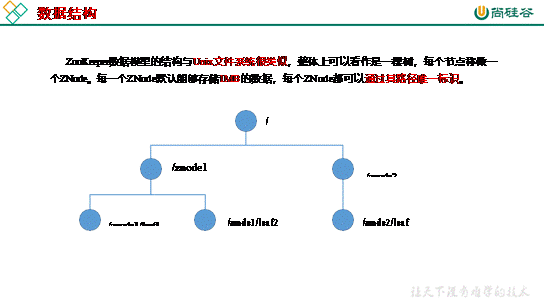 数据结构
尚硅谷
ZooKeeper数据模型的结构与Unix文件系统很类似，整体上可以看作是一棵树，每个节点称做一
个ZNode。每一个ZNode默认能够存储1MB的数据，每个ZNode都可以通过其路径唯一标识。
/
/znode1
/znode2
/znode1/leaf1
/znode1/leaf2
/znode2/leaf
让天下没有难学的技术